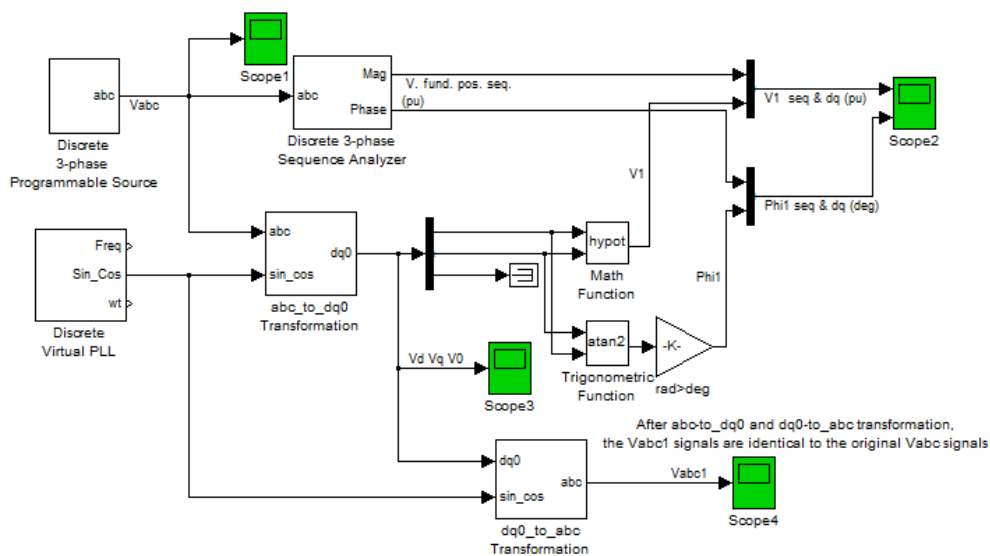 Scope1
abc
Vabc
Discrete
3-phase
Programmable Source
abc
Mag
Phase
Discrete 3-phase
Sequence Analyzer
V. fund. pos. seq.
(pu)
V1 seq & dq (pu)
Scope2
V1
Phi1 seq & dq (deg)
Freq
Sin_Cos
wt
Discrete
Virtual PLL
abc
sin_cos
dq0
abc_to_dq0
Transformation
hypot
Math
Function
Phi1
atan2
Trigonometric
Function
-K-
rad>deg
Vd Vq V0
Scope3
After abc-to_dq0 and dq0-to_abc transformation,
the Vabc1 signals are identical to the original Vabc signals
dq0
sin_cos
abc
dq0_to_abc
Transformation
Vabc1
Scope4